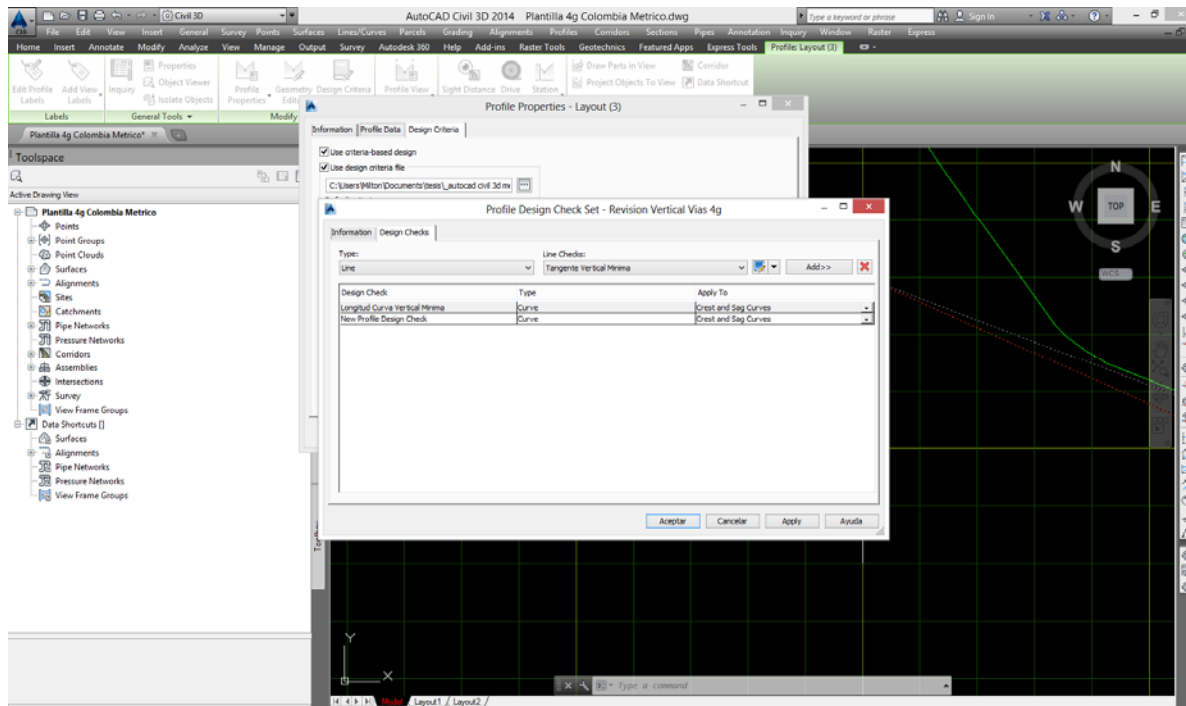 Civil 3D
AutoCAD Civil 3D 2014 Plantilla 4g Colombia Metrico.dwg
Type a keyword or phrase
Sign In
File Edit View Insert General Survey Points Surfaces Lines/Curves Parcels Grading Alignments Profiles Corridors Sections Pipes Annotation Inquiry Window Raster Express
Home Insert Annotate Modify Analyze View Manage Output Survey Autodesk 360 Help Add-ins Raster Tools Geotechnics Featured Apps Express Tools Profile: Layout (3)
Edit Profile Labels
Add View Labels
Inquiry
Properties
Object Viewer
Isolate Objects
Profile Properties
Geometry
Design Criteria
Profile View
Sight Distance
Drive
Station
Draw Parts in View
Project Objects To View
Corridor
Data Shortcut
Labels
General Tools
Modify
Plantilla 4g Colombia Metrico*
Toolspace
Active Drawing View
Plantilla 4g Colombia Metrico
Points
Point Groups
Point Clouds
Surfaces
Alignments
Sites
Catchments
Pipe Networks
Pressure Networks
Corridors
Assemblies
Intersections
Survey
View Frame Groups
Data Shortcuts []
Surfaces
Alignments
Pipe Networks
Pressure Networks
View Frame Groups
Profile Properties - Layout (3)
Information Profile Data Design Criteria
Use criteria-based design
Use design criteria file
C:\Users\Milton\Documents\tesis\_autocad civil 3d me
Profile Design Check Set - Revision Vertical Vias 4g
Information Design Checks
Type:
Line Checks:
Line
Tangente Vertical Minima
Add>>
Design Check Type Apply To
Longitud Curva Vertical Minima Curve Crest and Sag Curves
New Profile Design Check Curve Crest and Sag Curves
Aceptar Cancelar Apply Ayuda
N
W TOP E
S
WCS
Y
X
Type a command
Model Layout1 Layout2